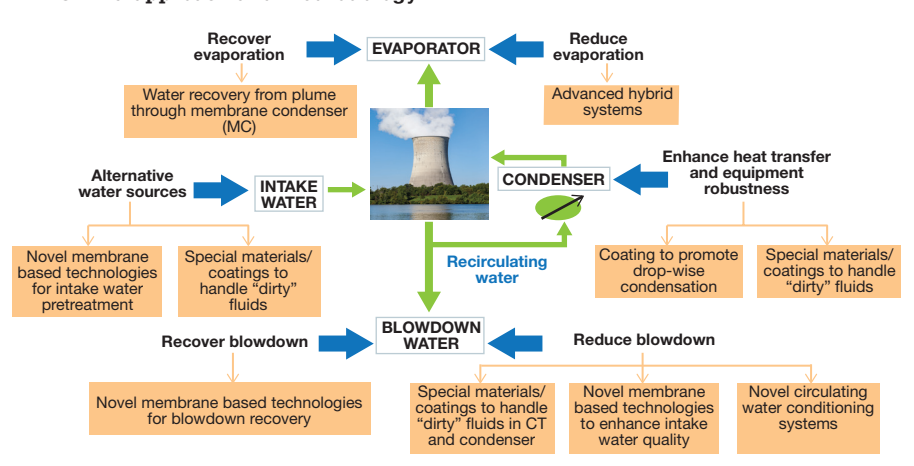 Recover
evaporation
EVAPORATOR
Reduce
evaporation
Water recovery from plume
through membrane condenser
(MC)
Advanced hybrid
systems
Alternative
water sources
INTAKE
WATER
CONDENSER
Enhance heat transfer
and equipment
robustness
Novel membrane
based technologies
for intake water
pretreatment
Special materials/
coatings to
handle “dirty”
fluids
Recirculating
water
Coating to promote
drop-wise
condensation
Special materials/
coatings to handle
“dirty” fluids
Recover blowdown
BLOWDOWN
WATER
Reduce blowdown
Novel membrane based technologies
for blowdown recovery
Special materials/
coatings to handle
“dirty” fluids in CT
and condenser
Novel membrane
based technologies
to enhance intake
water quality
Novel circulating
water conditioning
systems